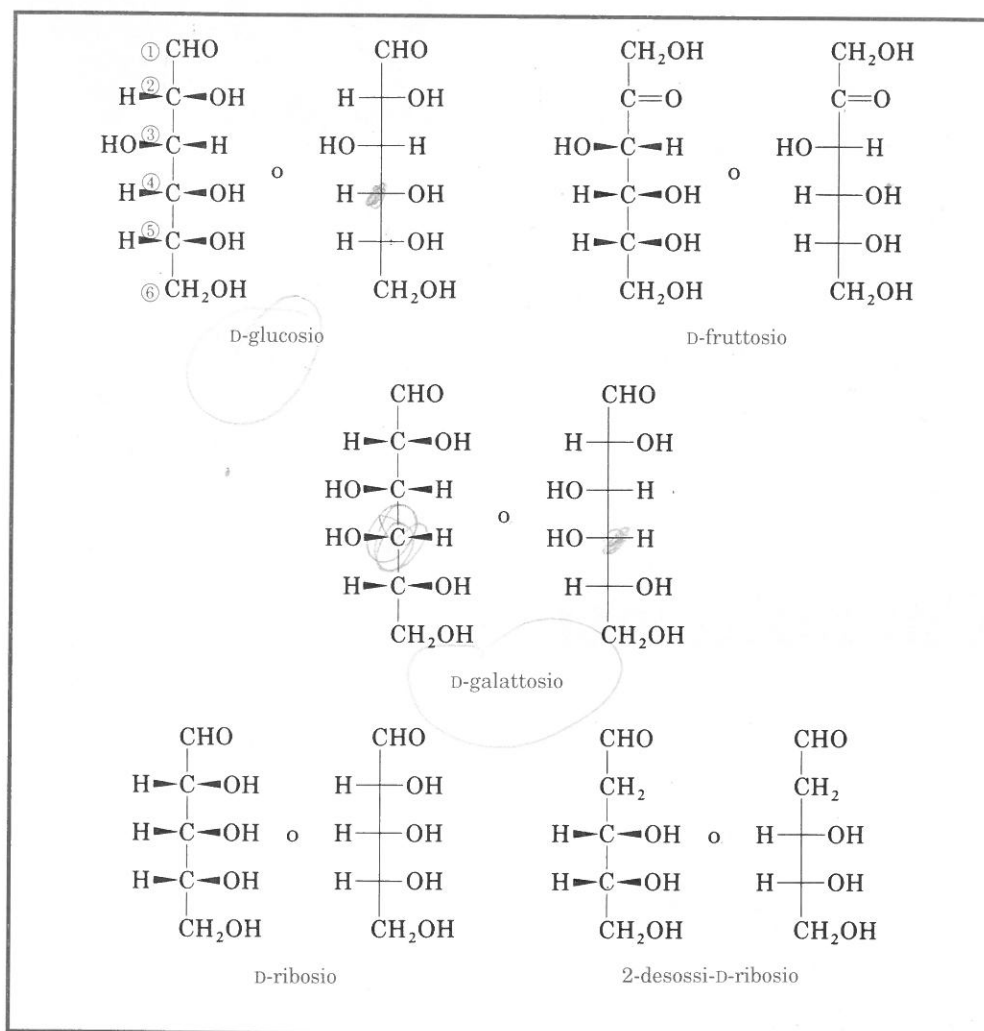 ① CHO CHO CH₂OH CH₂OH
H ② C OH H OH C=O C=O
HO ③ C H HO H HO C H HO H
o o
H ④ C OH H OH H C OH H OH
H ⑤ C OH H OH H C OH H OH
⑥ CH₂OH CH₂OH CH₂OH CH₂OH
D-glucosio D-fruttosio
CHO CHO
H C OH H OH
HO C H HO H
o
HO C H HO H
H C OH H OH
CH₂OH CH₂OH
D-galattosio
CHO CHO CHO CHO
H C OH H OH CH₂ CH₂
H C OH o H OH H C OH o H OH
H C OH H OH H C OH H OH
CH₂OH CH₂OH CH₂OH CH₂OH
D-ribosio 2-desossi-D-ribosio